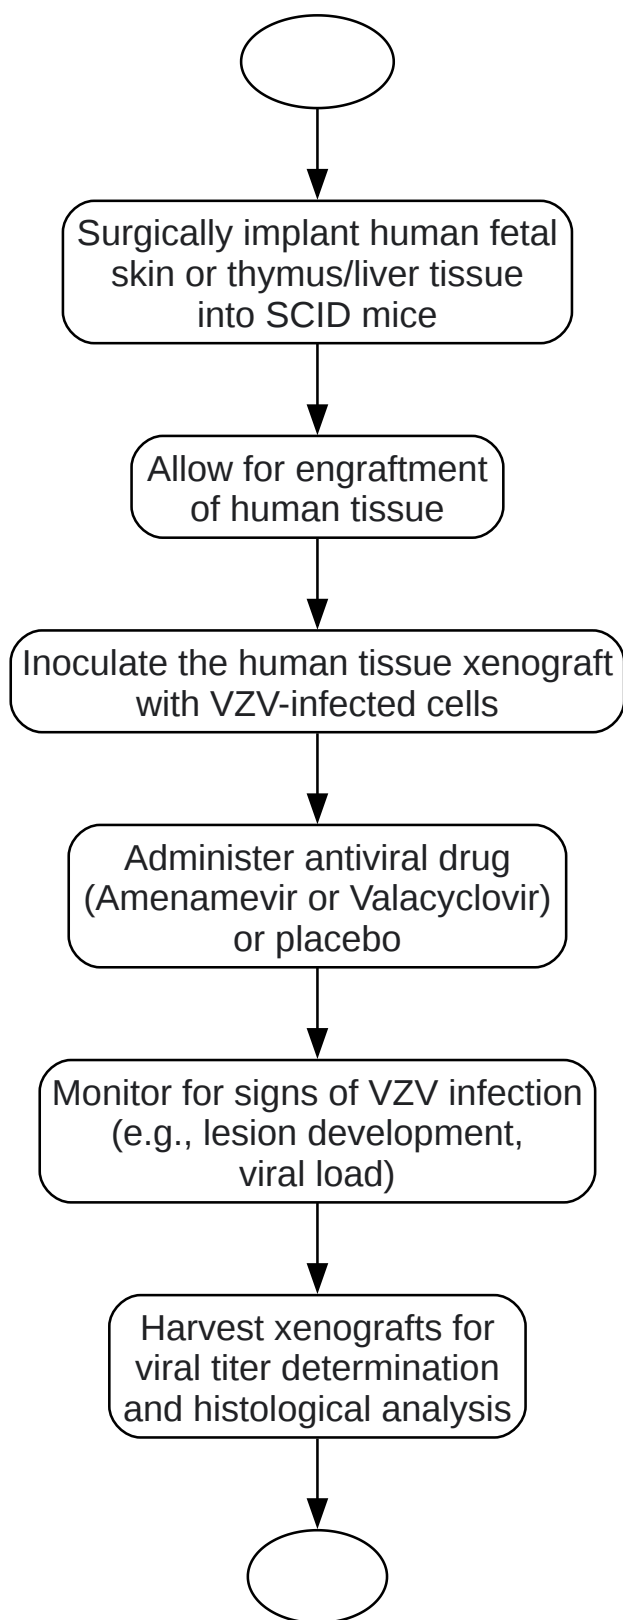 Surgically implant human fetal
skin or thymus/liver tissue
into SCID mice
Allow for engraftment
of human tissue
Inoculate the human tissue xenograft
with VZV-infected cells
Administer antiviral drug
(Amenamevir or Valacyclovir)
or placebo
Monitor for signs of VZV infection
(e.g., lesion development,
viral load)
Harvest xenografts for
viral titer determination
and histological analysis